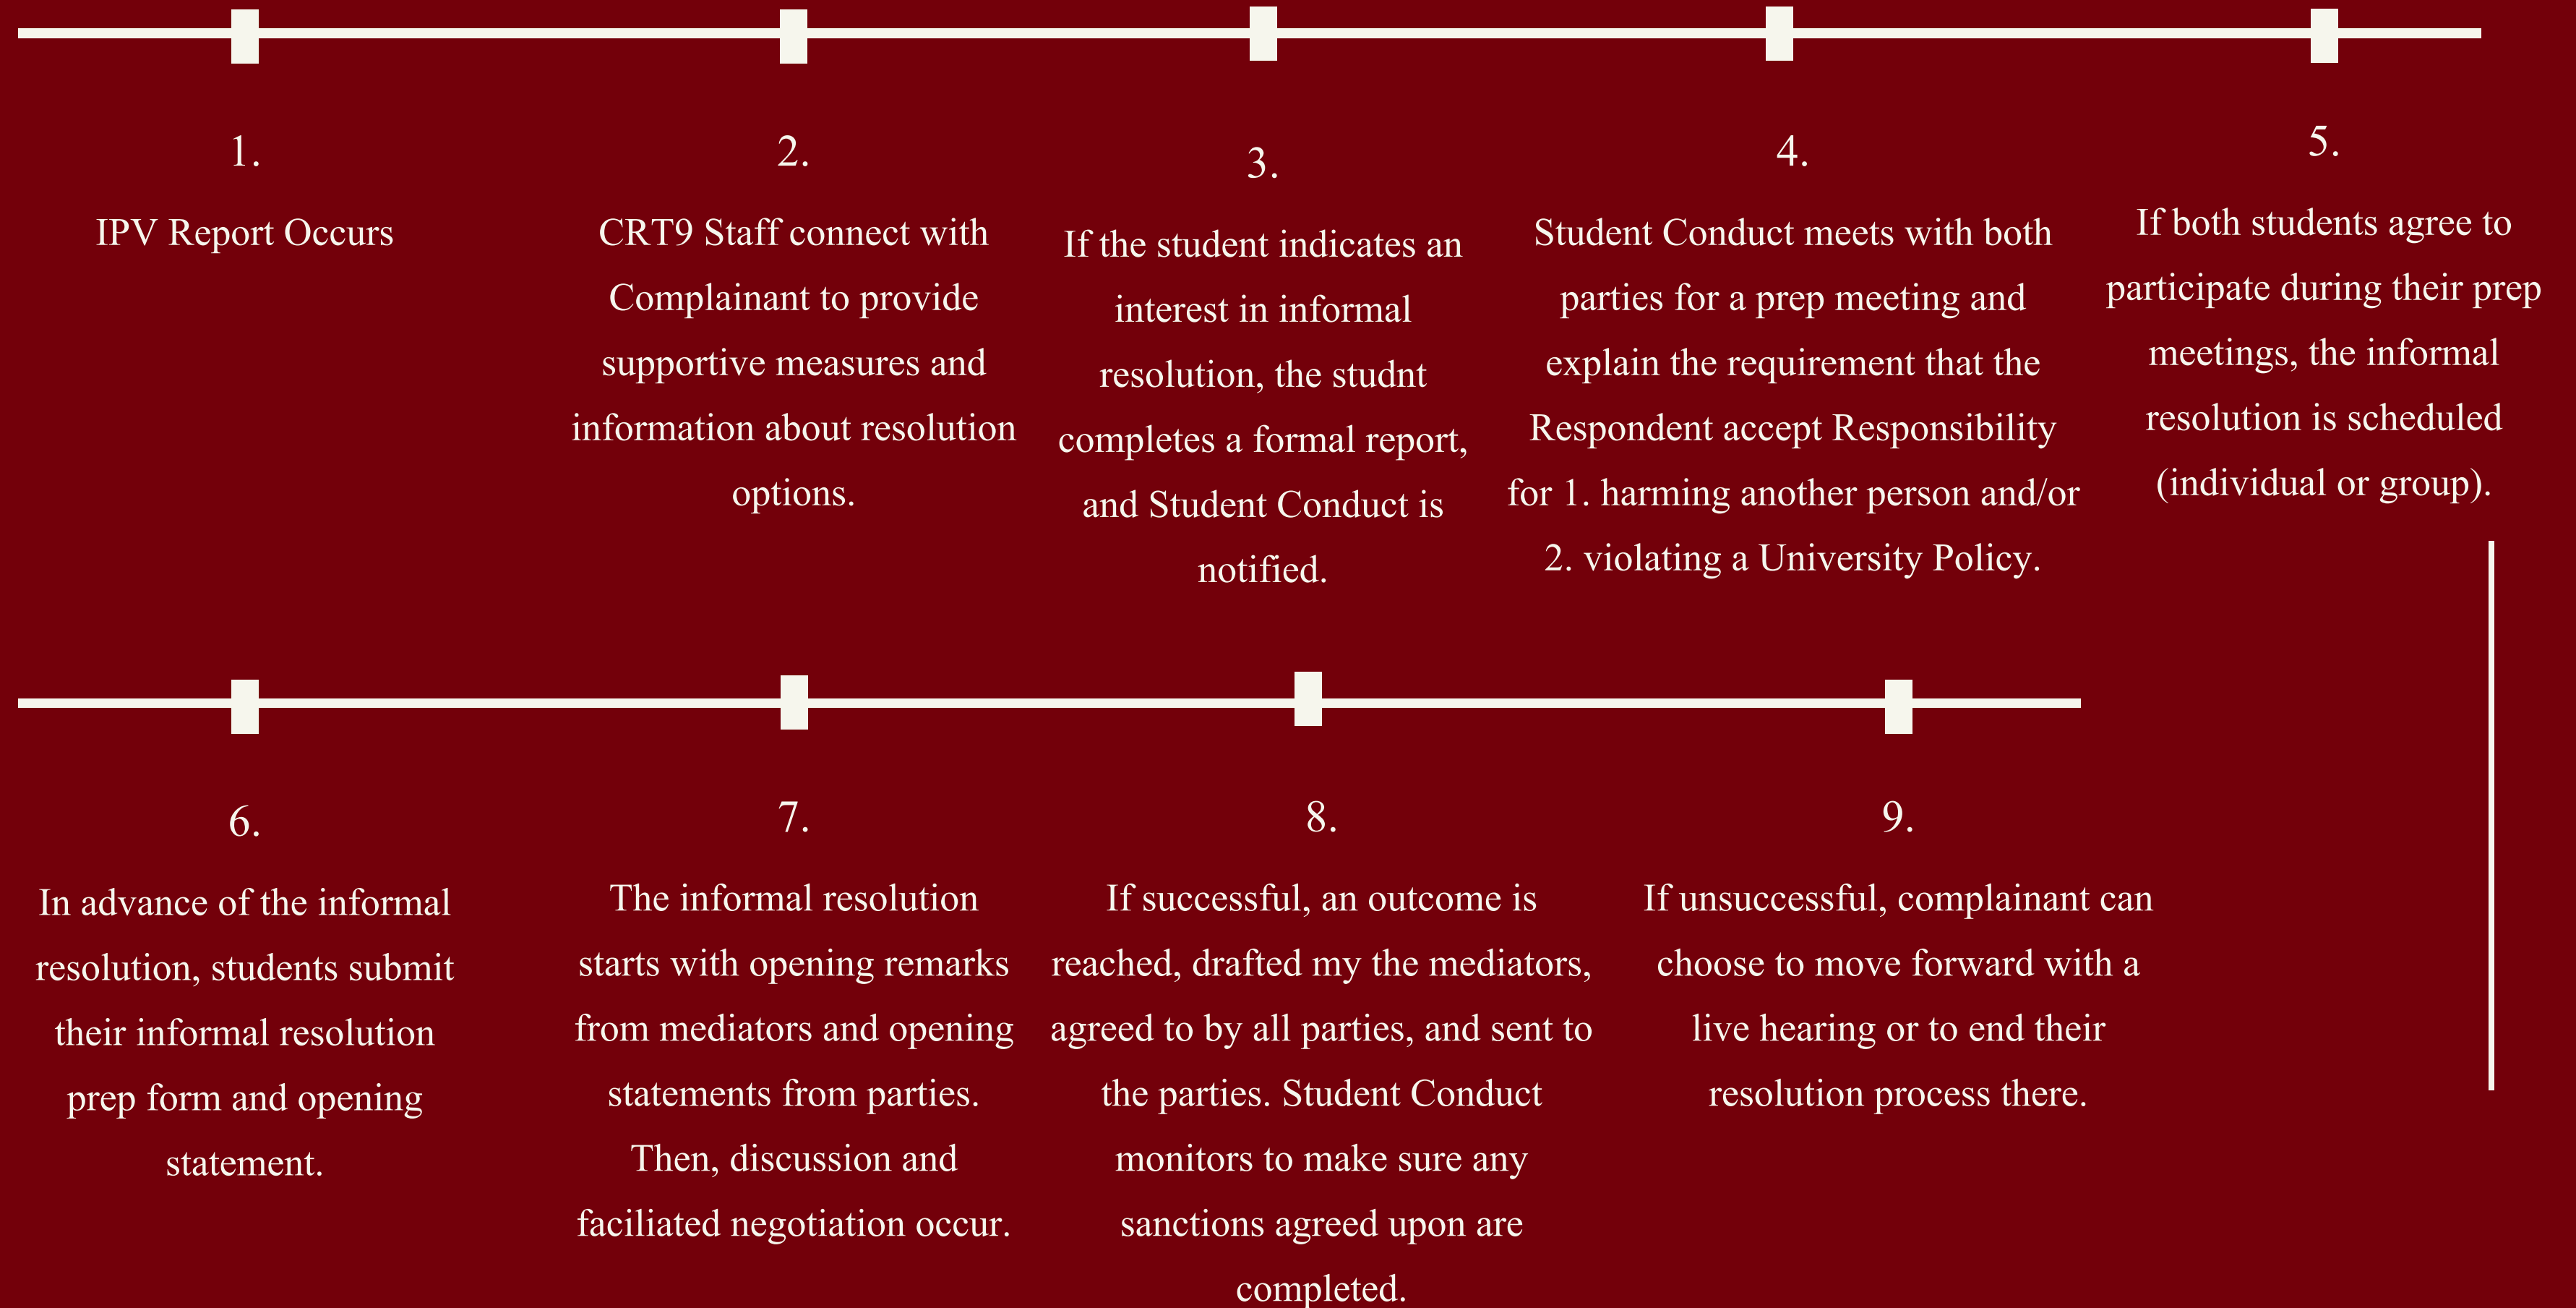 1.
IPV Report Occurs
2.
CRT9 Staff connect with
Complainant to provide
supportive measures and
information about resolution
options.
3.
If the student indicates an
interest in informal
resolution, the studnt
completes a formal report,
and Student Conduct is
notified.
4.
Student Conduct meets with both
parties for a prep meeting and
explain the requirement that the
Respondent accept Responsibility
for 1. harming another person and/or
2. violating a University Policy.
5.
If both students agree to
participate during their prep
meetings, the informal
resolution is scheduled
(individual or group).
6.
In advance of the informal
resolution, students submit
their informal resolution
prep form and opening
statement.
7.
The informal resolution
starts with opening remarks
from mediators and opening
statements from parties.
Then, discussion and
faciliated negotiation occur.
8.
If successful, an outcome is
reached, drafted my the mediators,
agreed to by all parties, and sent to
the parties. Student Conduct
monitors to make sure any
sanctions agreed upon are
completed.
9.
If unsuccessful, complainant can
choose to move forward with a
live hearing or to end their
resolution process there.